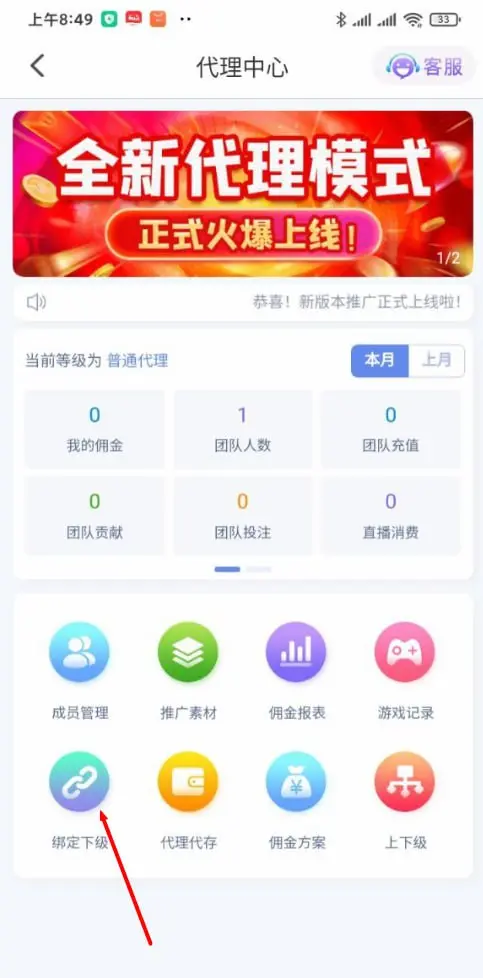 上午8:49
33
代理中心
客服
全新代理模式
正式火爆上线！
1/2
恭喜！新版本推广正式上线啦！
当前等级为 普通代理
本月
上月
0
1
0
我的佣金
团队人数
团队充值
0
0
0
团队贡献
团队投注
直播消费
成员管理
推广素材
佣金报表
游戏记录
绑定下级
代理代存
佣金方案
上下级